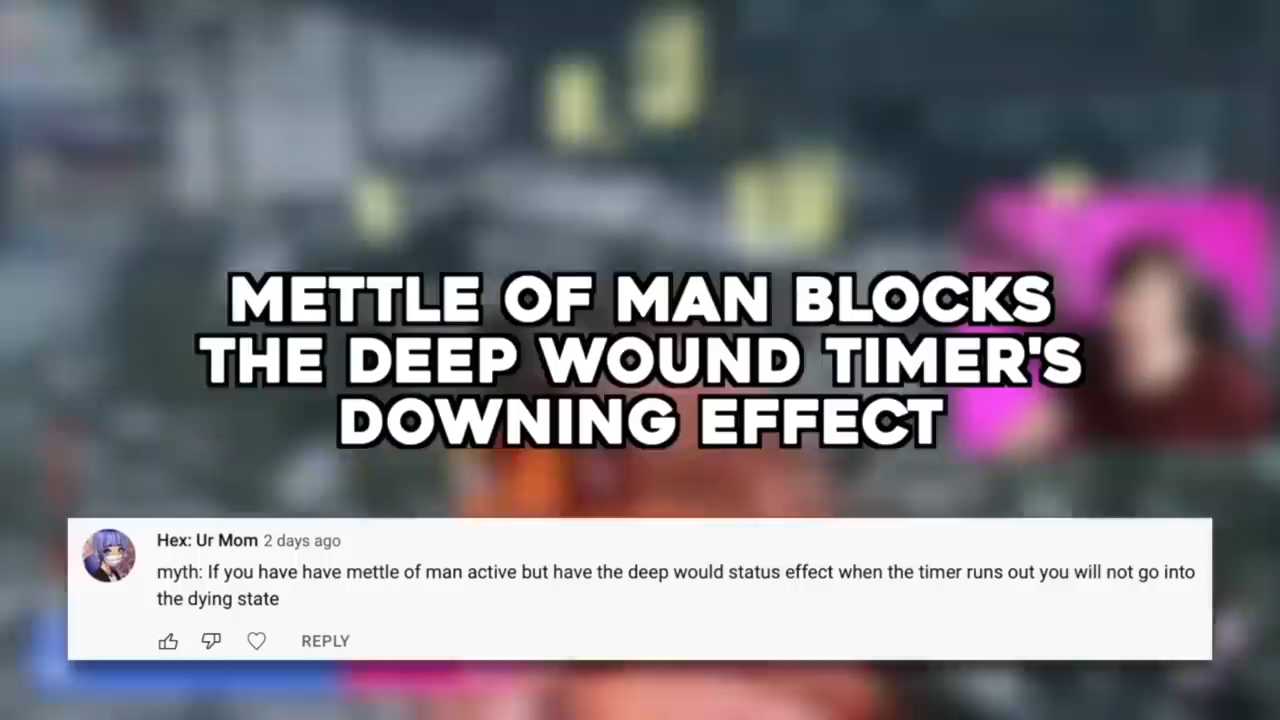 METTLE OF MAN BLOCKS
THE DEEP WOUND TIMER'S
DOWNING EFFECT
Hex: Ur Mom 2 days ago
myth: If you have have mettle of man active but have the deep would status effect when the timer runs out you will not go into
the dying state
REPLY